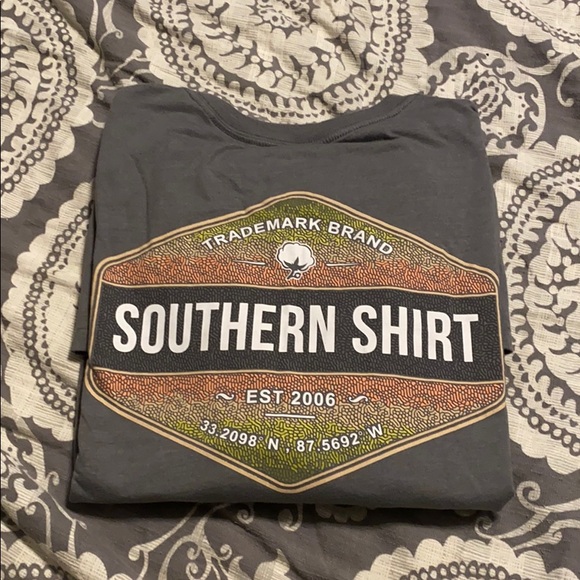 TRADEMARK BRAND
SOUTHERN SHIRT
~ EST 2006 ~
33.2098° N , 87.5692° W